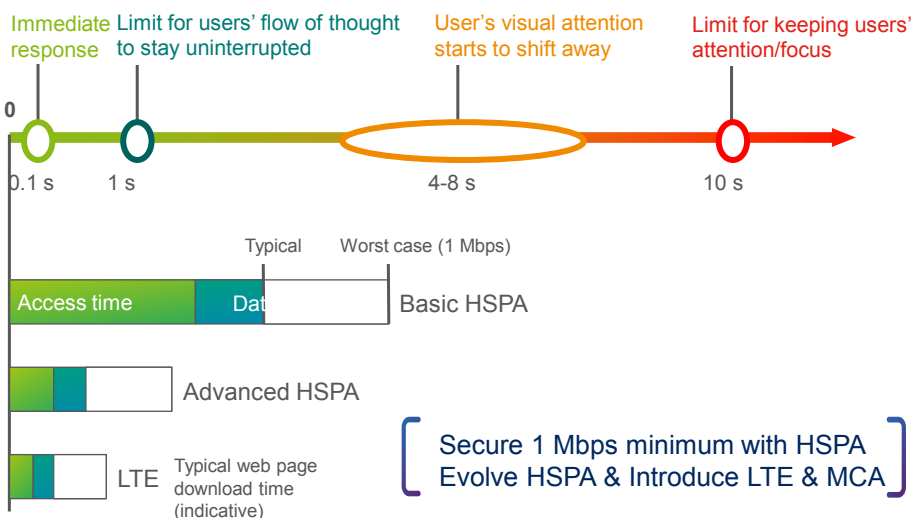 Immediate
response
Limit for users' flow of thought
to stay uninterrupted
User's visual attention
starts to shift away
Limit for keeping users'
attention/focus
0
0.1 s
1 s
4-8 s
10 s
Typical
Worst case (1 Mbps)
Access time
Dat
Basic HSPA
Advanced HSPA
LTE
Typical web page
download time
(indicative)
Secure 1 Mbps minimum with HSPA
Evolve HSPA & Introduce LTE & MCA